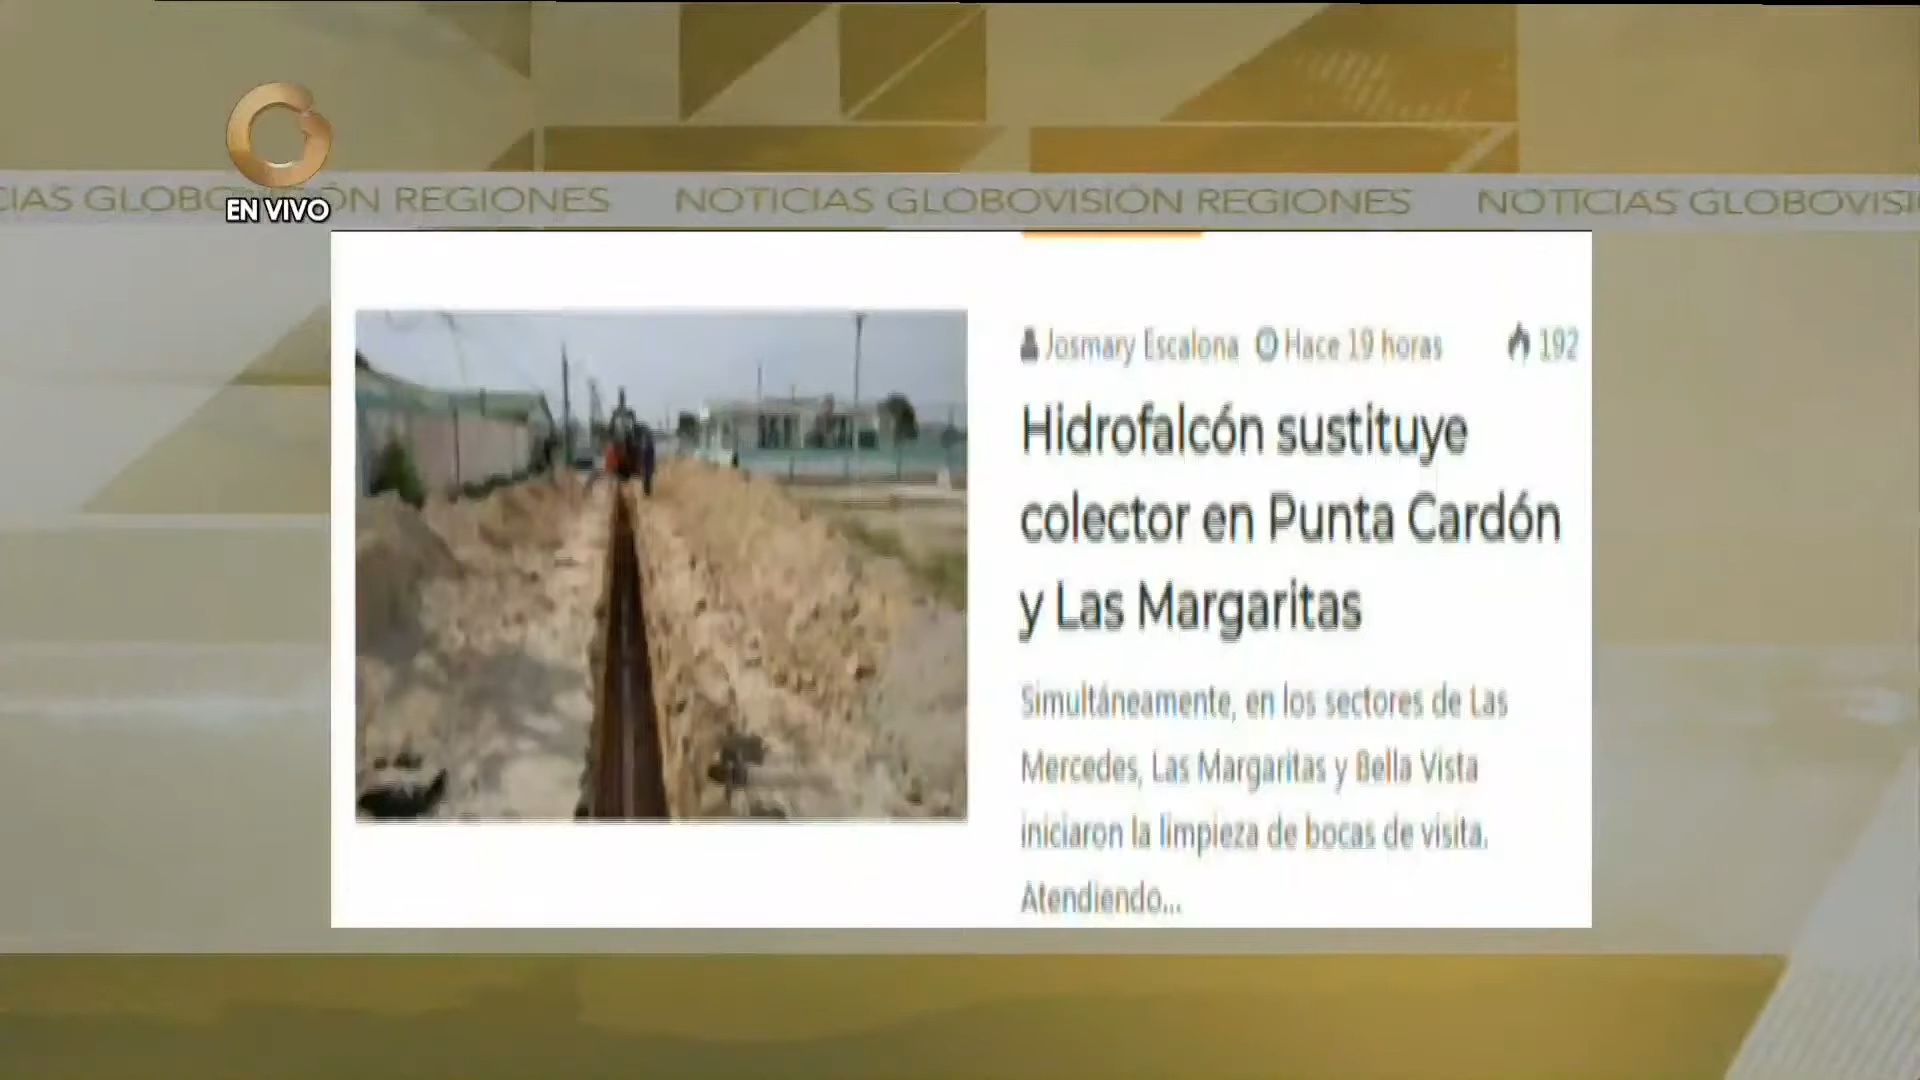 CIAS GLOBOVISIÓN REGIONES NOTICIAS GLOBOVISIÓN REGIONES NOTICIAS GLOBOVISI
EN VIVO
Josmary Escalona Hace 19 horas 192
Hidrofalcón sustituye
colector en Punta Cardón
y Las Margaritas
Simultáneamente, en los sectores de Las
Mercedes, Las Margaritas y Bella Vista
iniciaron la limpieza de bocas de visita.
Atendiendo...